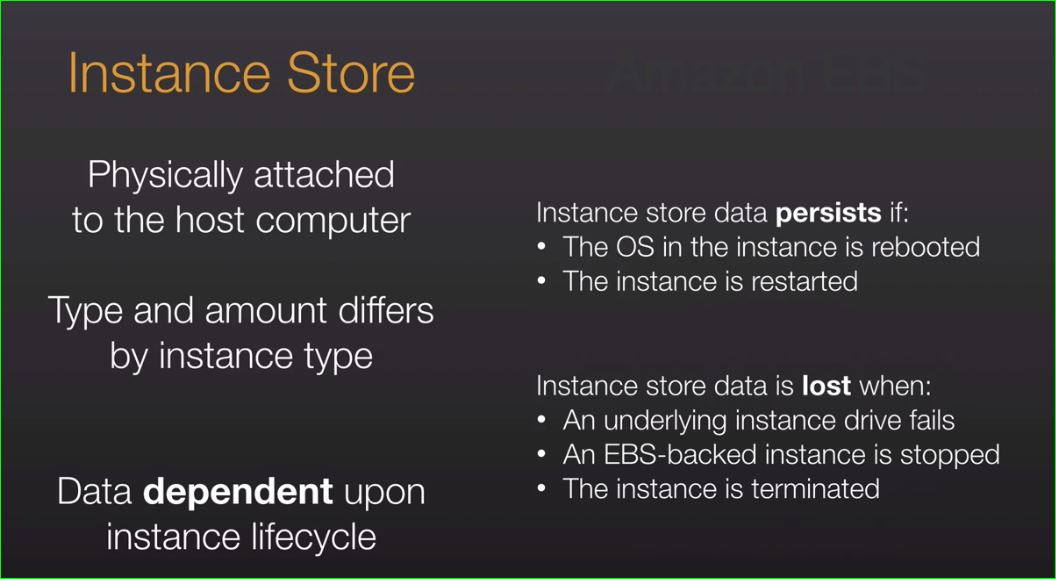 Instance Store
Amazon EBS
Physically attached
to the host computer
Type and amount differs
by instance type
Data dependent upon
instance lifecycle
Instance store data persists if:
• The OS in the instance is rebooted
• The instance is restarted
Instance store data is lost when:
• An underlying instance drive fails
• An EBS-backed instance is stopped
• The instance is terminated